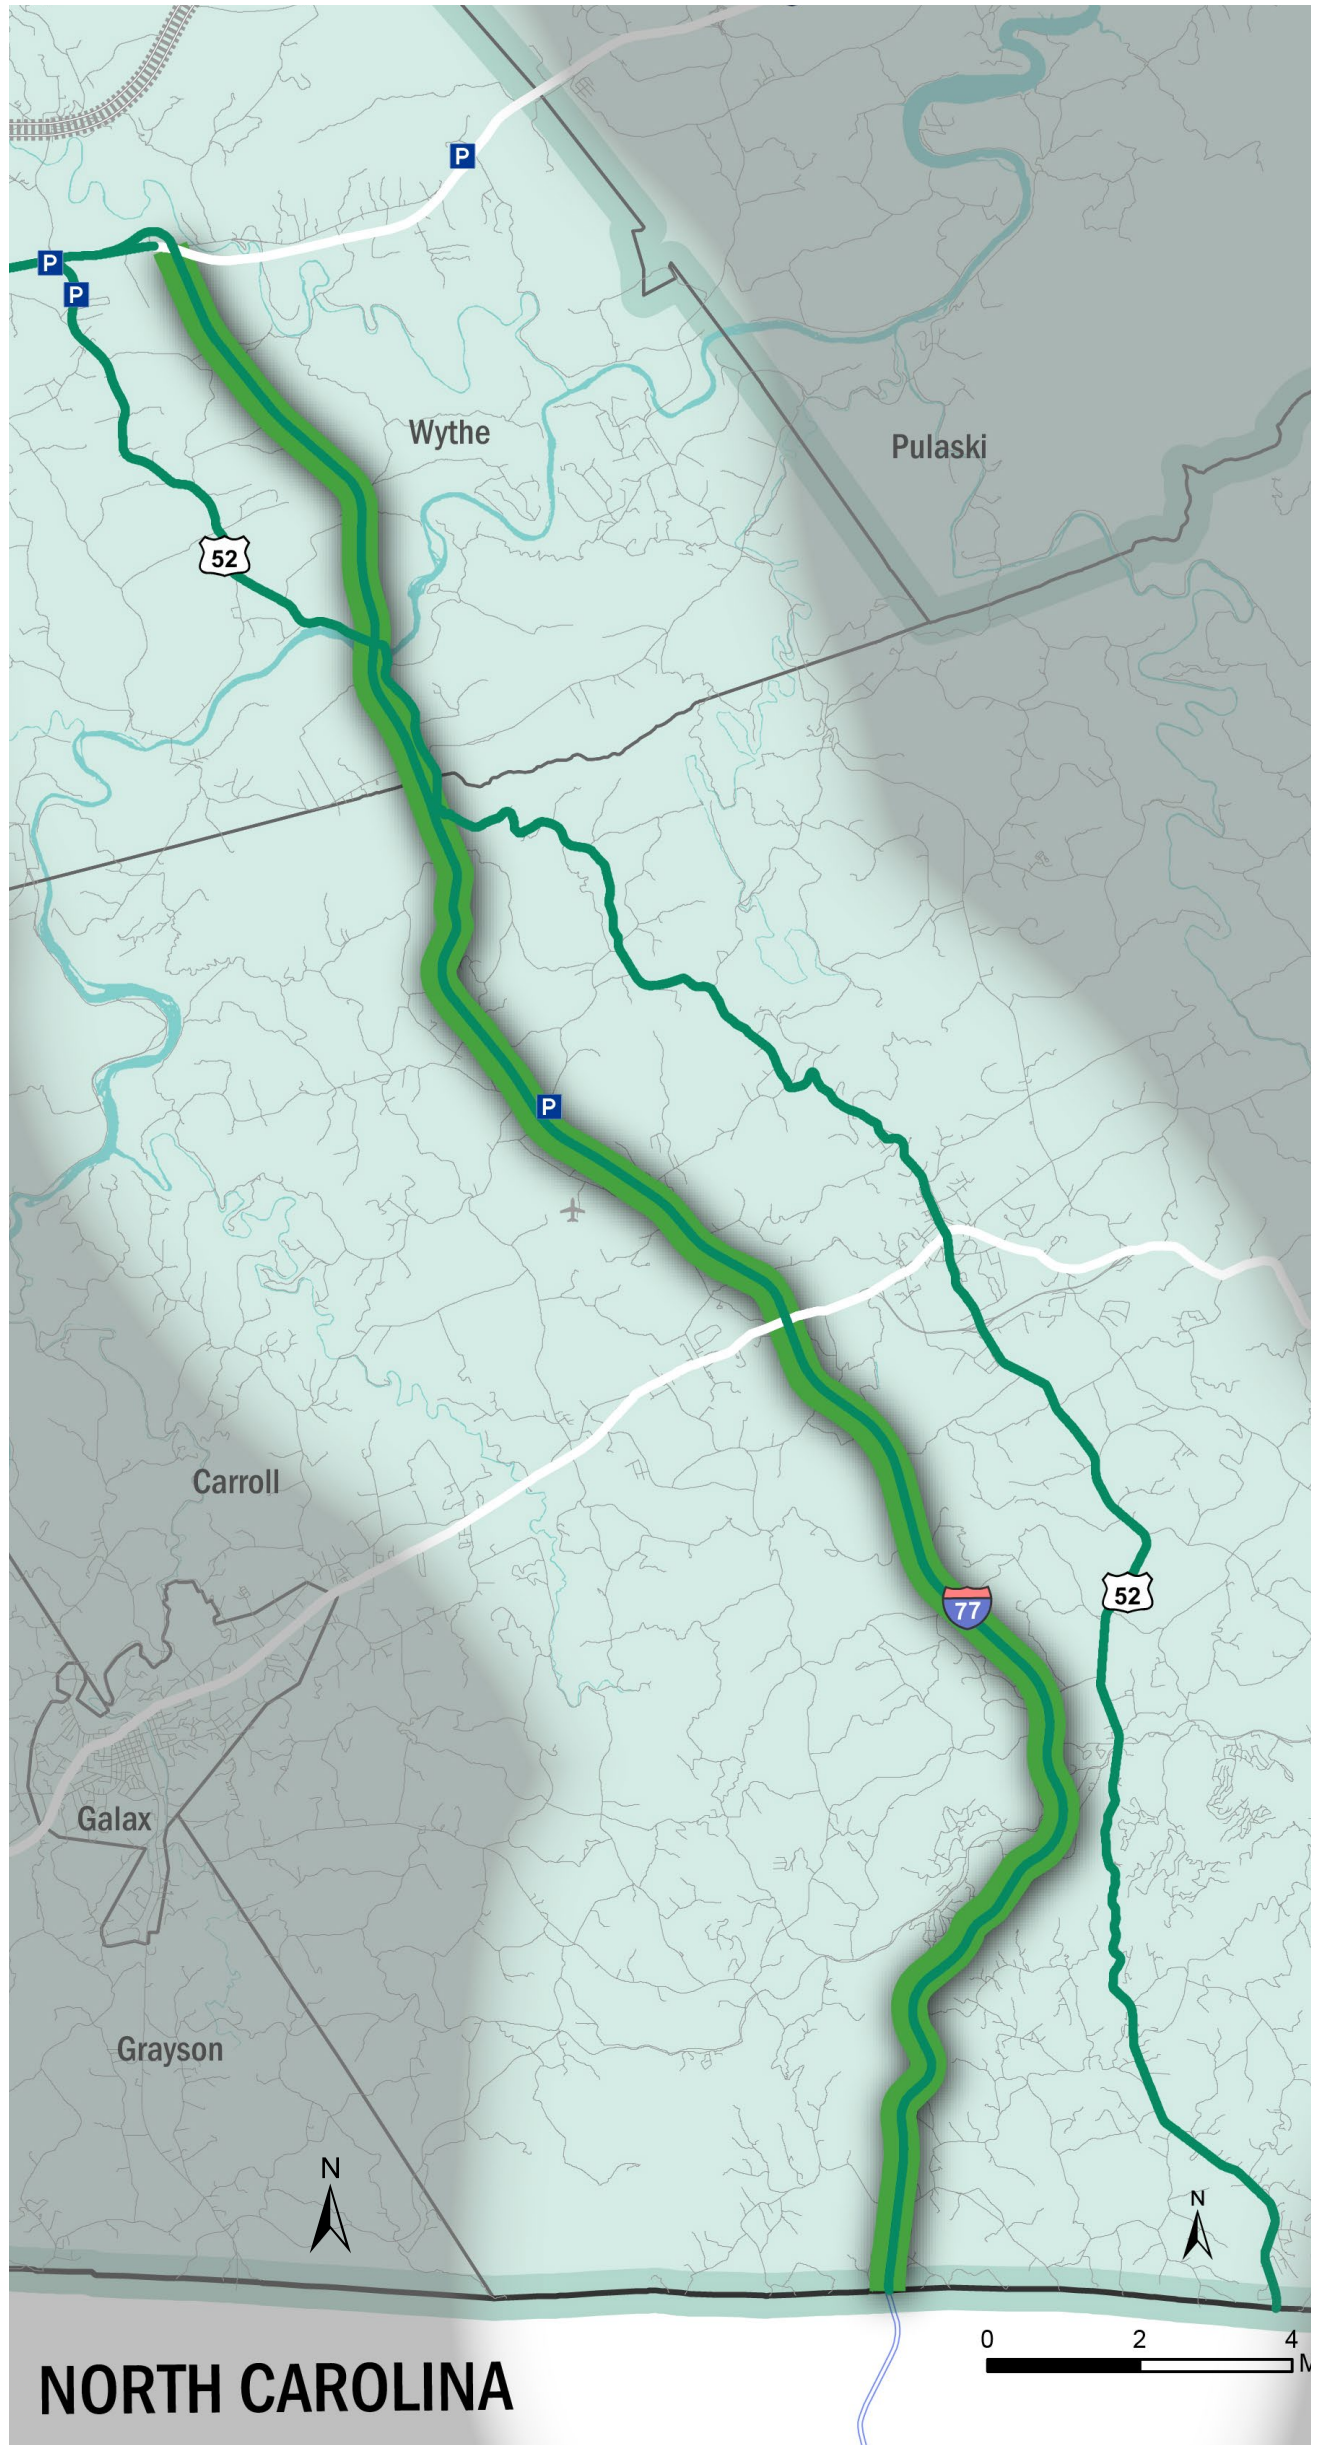 P
P
P
Wythe
Pulaski
52
P
Carroll
77
52
Galax
Grayson
N
N
0 2 4
M
NORTH CAROLINA